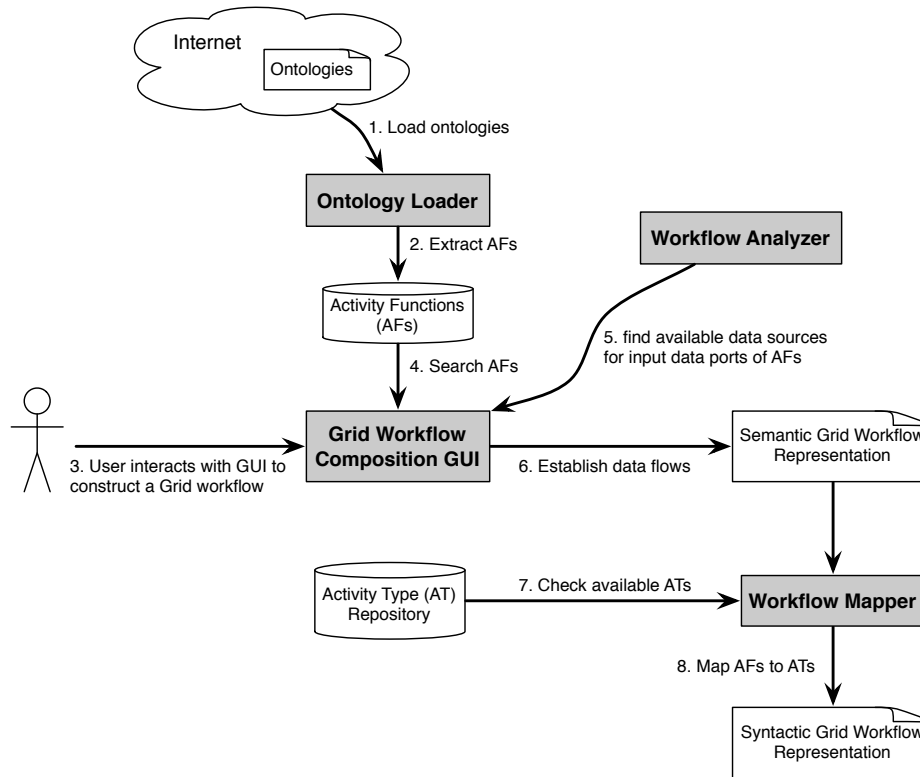 Internet
Ontologies
1. Load ontologies
Ontology Loader
Workflow Analyzer
2. Extract AFs
Activity Functions
(AFs)
5. find available data sources
for input data ports of AFs
4. Search AFs
Grid Workflow
Composition GUI
3. User interacts with GUI to
construct a Grid workflow
6. Establish data flows
Semantic Grid Workflow
Representation
Activity Type (AT)
Repository
7. Check available ATs
Workflow Mapper
8. Map AFs to ATs
Syntactic Grid Workflow
Representation